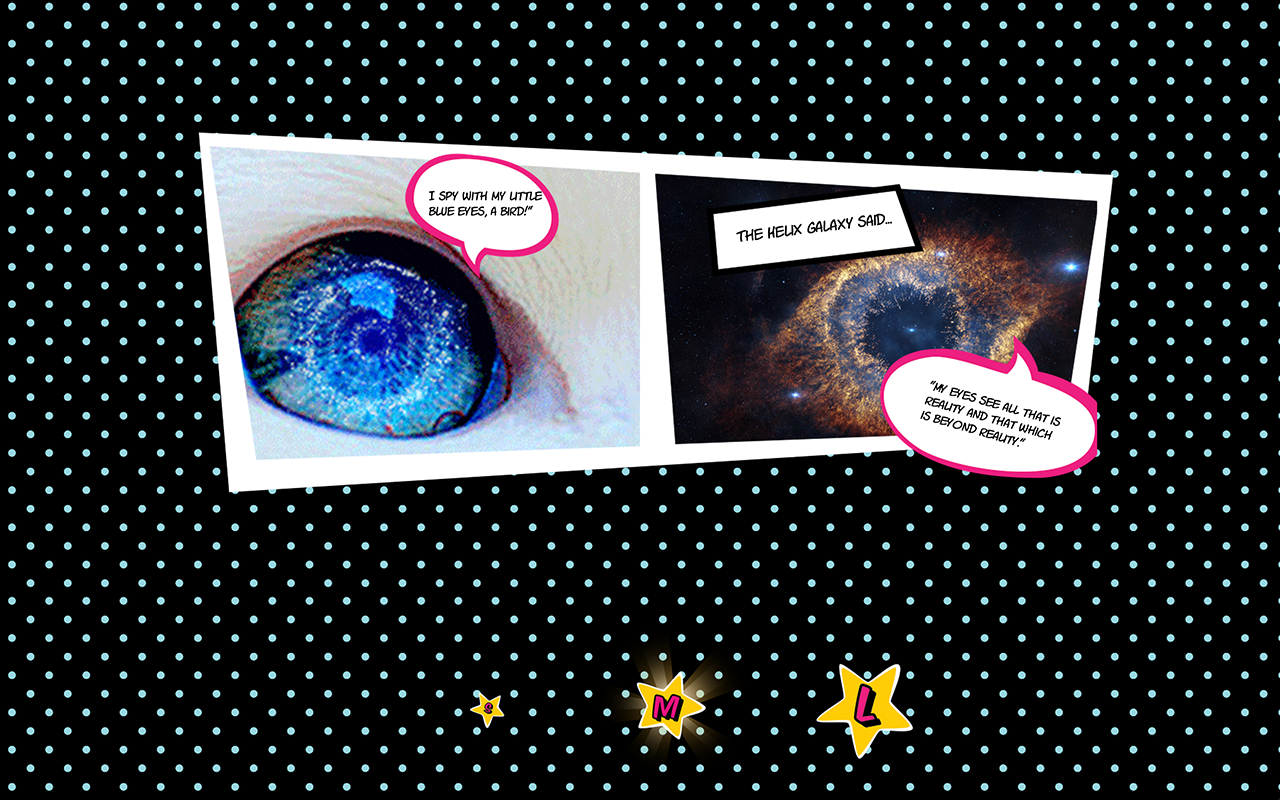 I SPY WITH MY LITTLE
BLUE EYES, A BIRD!"
THE HELIX GALAXY SAID...
"MY EYES SEE ALL THAT IS
REALITY AND THAT WHICH
IS BEYOND REALITY."
S
M
L